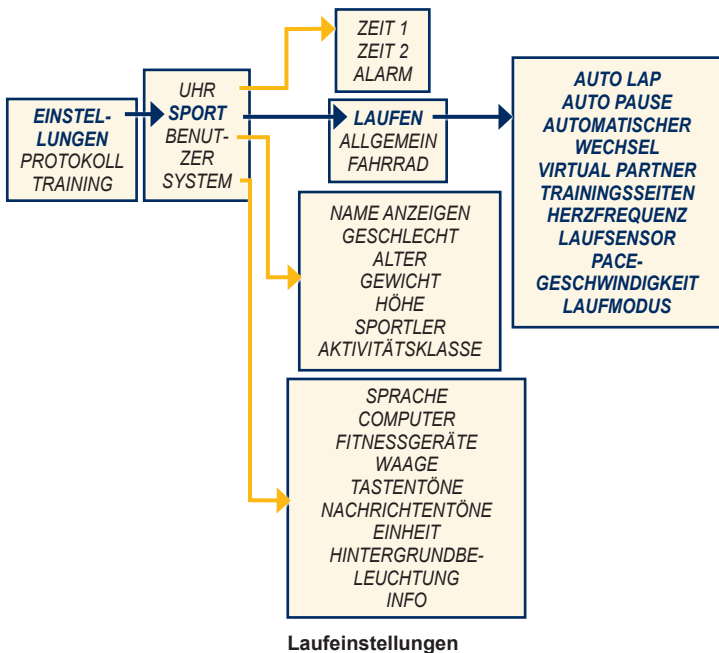 EINSTEL-
LUNGEN
PROTOKOLL
TRAINING
UHR
SPORT
BENUT-
ZER
SYSTEM
ZEIT 1
ZEIT 2
ALARM
LAUFEN
ALLGEMEIN
FAHRRAD
NAME ANZEIGEN
GESCHLECHT
ALTER
GEWICHT
HÖHE
SPORTLER
AKTIVITÄTSKLASSE
SPRACHE
COMPUTER
FITNESSGERÄTE
WAAGE
TASTENTÖNE
NACHRICHTENTÖNE
EINHEIT
HINTERGRUNDBE-
LEUCHTUNG
INFO
AUTO LAP
AUTO PAUSE
AUTOMATISCHER
WECHSEL
VIRTUAL PARTNER
TRAININGSSEITEN
HERZFREQUENZ
LAUFSENSOR
PACE-
GESCHWINDIGKEIT
LAUFMODUS
Laufeinstellungen